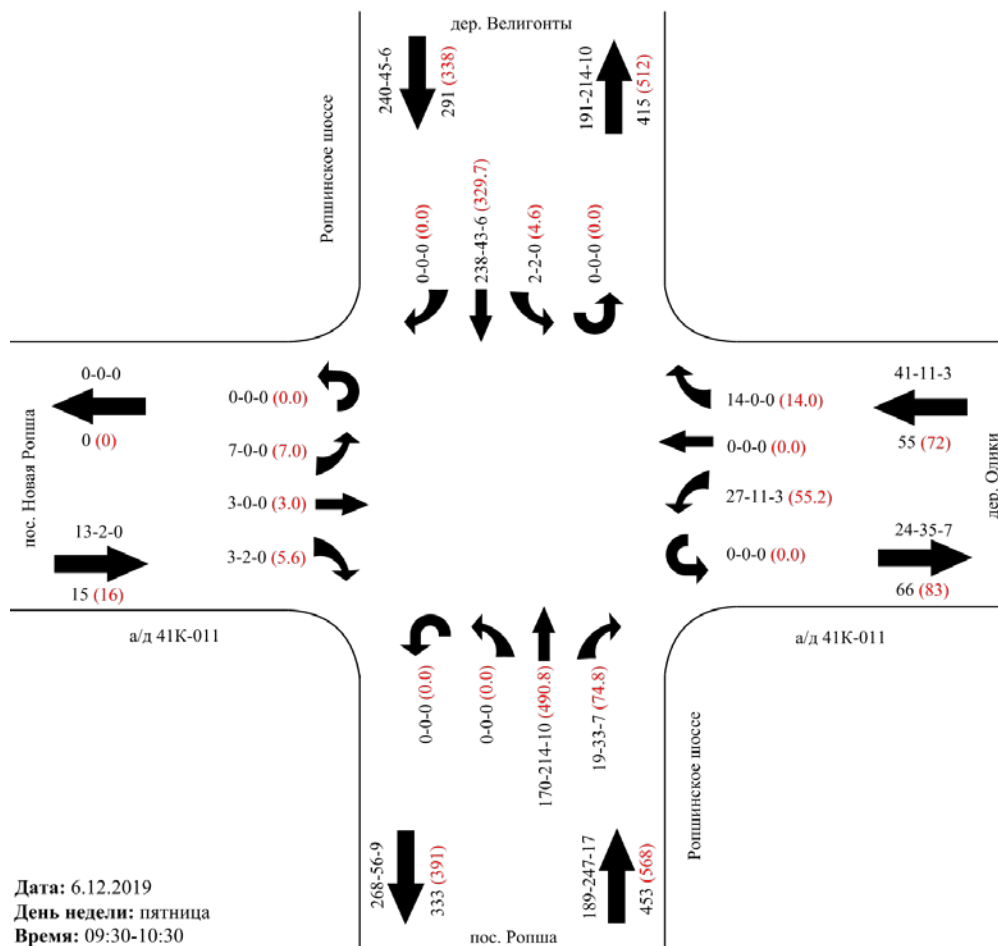 дер. Велигонты
240-45-6
291 (338)
191-214-10
415 (512)
Ропшинское шоссе
0-0-0 (0.0)
238-43-6 (329.7)
2-2-0 (4.6)
0-0-0 (0.0)
0-0-0
0 (0)
пос. Новая Ропша
13-2-0
15 (16)
0-0-0 (0.0)
7-0-0 (7.0)
3-0-0 (3.0)
3-2-0 (5.6)
14-0-0 (14.0)
0-0-0 (0.0)
27-11-3 (55.2)
0-0-0 (0.0)
41-11-3
55 (72)
дер. Олики
24-35-7
66 (83)
а/д 41К-011
а/д 41К-011
0-0-0 (0.0)
0-0-0 (0.0)
170-214-10 (490.8)
19-33-7 (74.8)
Ропшинское шоссе
268-56-9
333 (391)
189-247-17
453 (568)
Дата: 6.12.2019
День недели: пятница
Время: 09:30-10:30
пос. Ропша